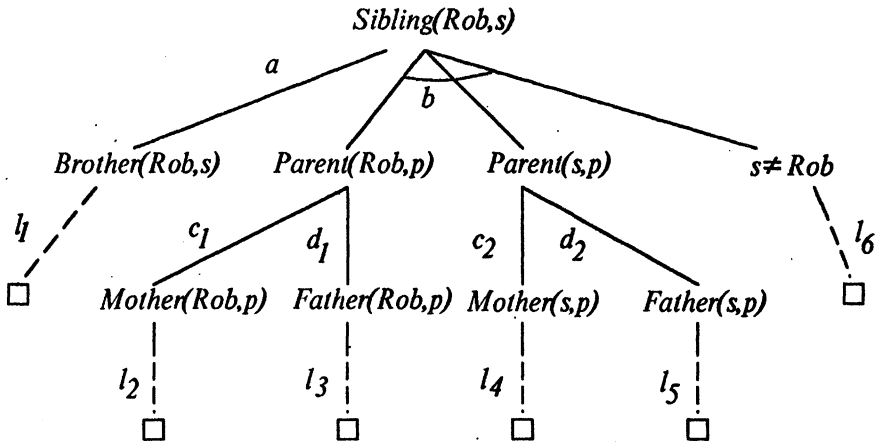 Sibling(Rob,s)
a
b
Brother(Rob,s) Parent(Rob,p) Parent(s,p) s≠Rob
l1 c1 d1 c2 d2 l6
Mother(Rob,p) Father(Rob,p) Mother(s,p) Father(s,p)
l2 l3 l4 l5